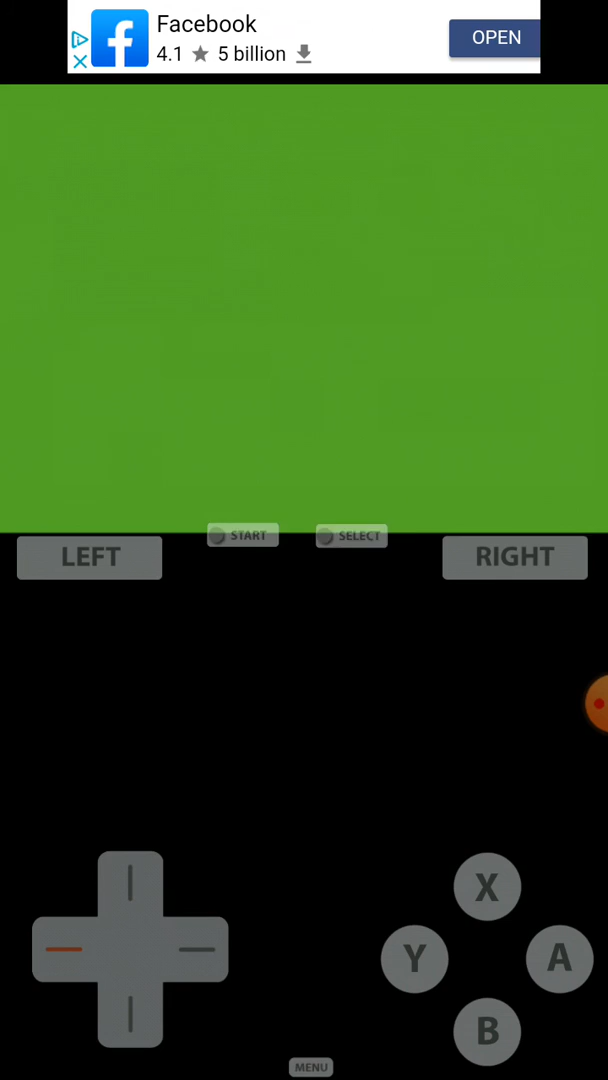 Facebook
4.1 ★ 5 billion
OPEN
START
SELECT
LEFT
RIGHT
X
Y
A
B
MENU